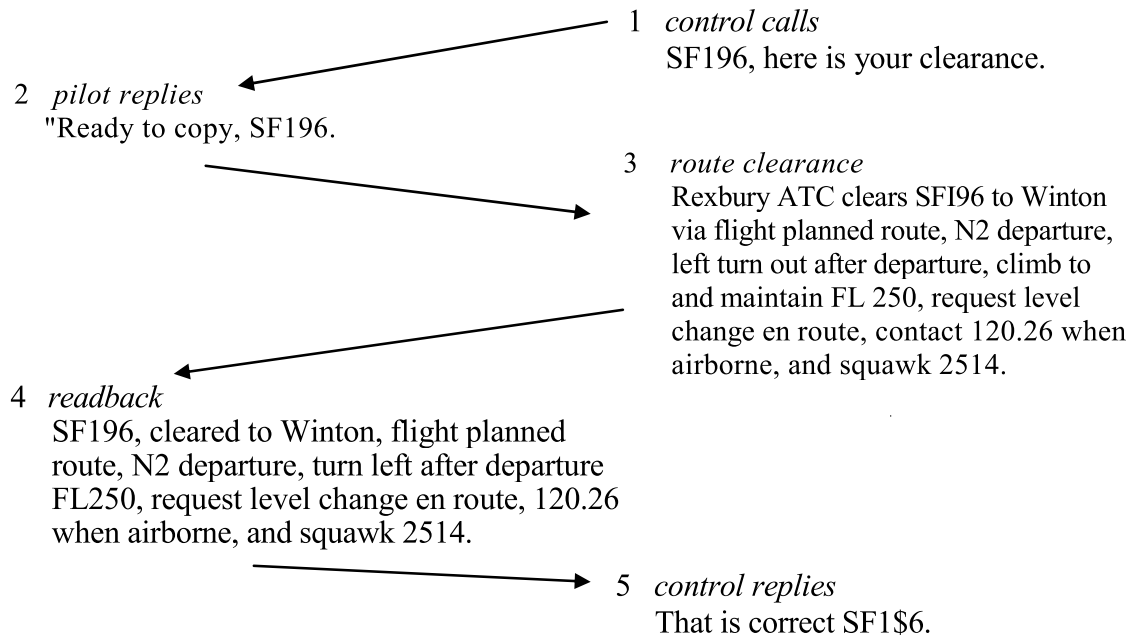 1 control calls
SF196, here is your clearance.
2 pilot replies
"Ready to copy, SF196.
3 route clearance
Rexbury ATC clears SFI96 to Winton
via flight planned route, N2 departure,
left turn out after departure, climb to
and maintain FL 250, request level
change en route, contact 120.26 when
airborne, and squawk 2514.
4 readback
SF196, cleared to Winton, flight planned
route, N2 departure, turn left after departure
FL250, request level change en route, 120.26
when airborne, and squawk 2514.
5 control replies
That is correct SF1$6.